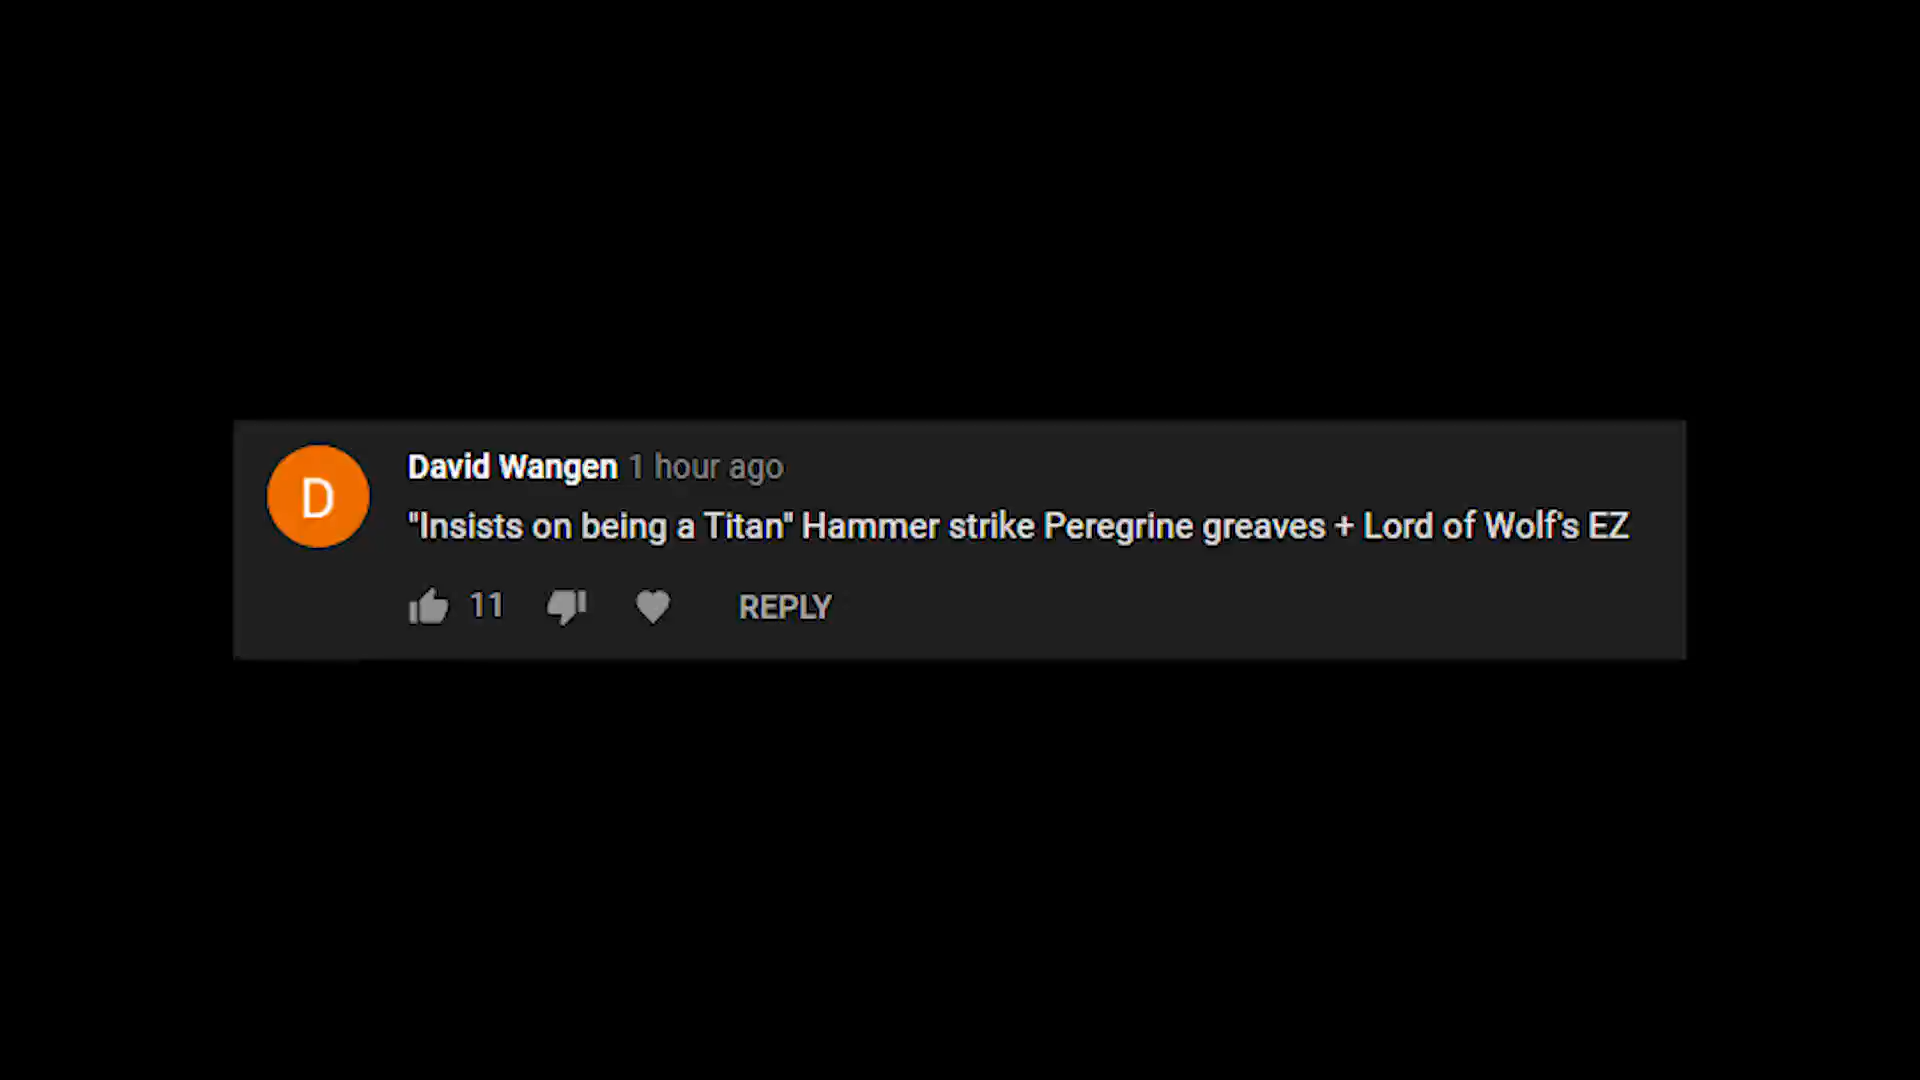 D
David Wangen 1 hour ago
"Insists on being a Titan" Hammer strike Peregrine greaves + Lord of Wolf's EZ
11 REPLY